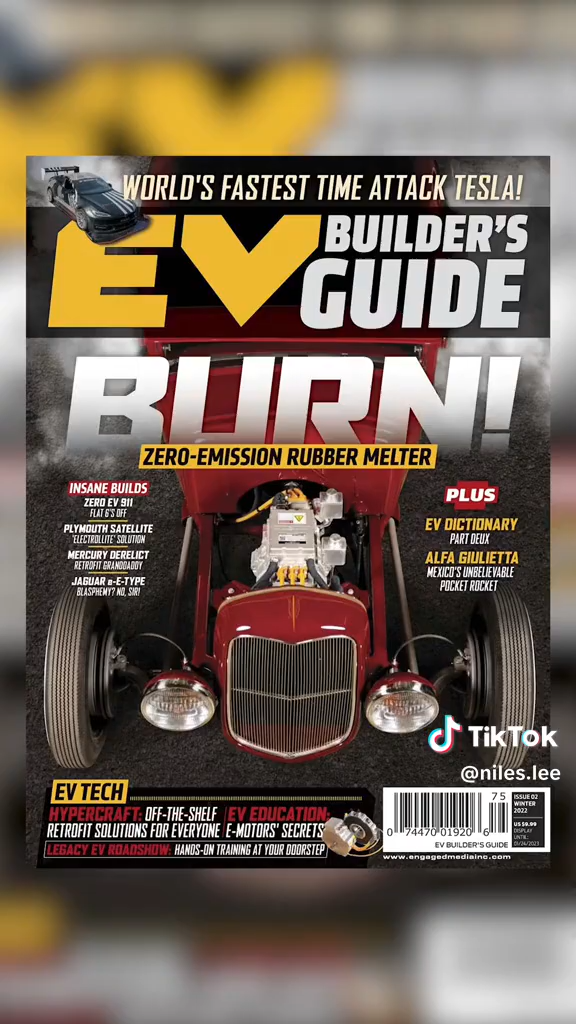 WORLD'S FASTEST TIME ATTACK TESLA!
EV BUILDER'S
GUIDE
BURN!
ZERO-EMISSION RUBBER MELTER
INSANE BUILDS
ZERO EV 911
FLAT 6'S OFF
PLYMOUTH SATELLITE
'ELECTROLLITE' SOLUTION
MERCURY DERELICT
RETROFIT GRANDDADDY
JAGUAR e-E-TYPE
BLASPHEMY? NO, SIR!
PLUS
EV DICTIONARY
PART DEUX
ALFA GIULIETTA
MEXICO'S UNBELIEVABLE
POCKET ROCKET
TikTok
@niles.lee
EV TECH
HYPERCRAFT: OFF-THE-SHELF
RETROFIT SOLUTIONS FOR EVERYONE
EV EDUCATION:
E-MOTORS' SECRETS
LEGACY EV ROADSHOW: HANDS-ON TRAINING AT YOUR DOORSTEP
75
0 74470 01920 6
ISSUE 02
WINTER
2022
US $9.99
DISPLAY
UNTIL:
01/24/2023
EV BUILDER'S GUIDE
www.engagedmediainc.com